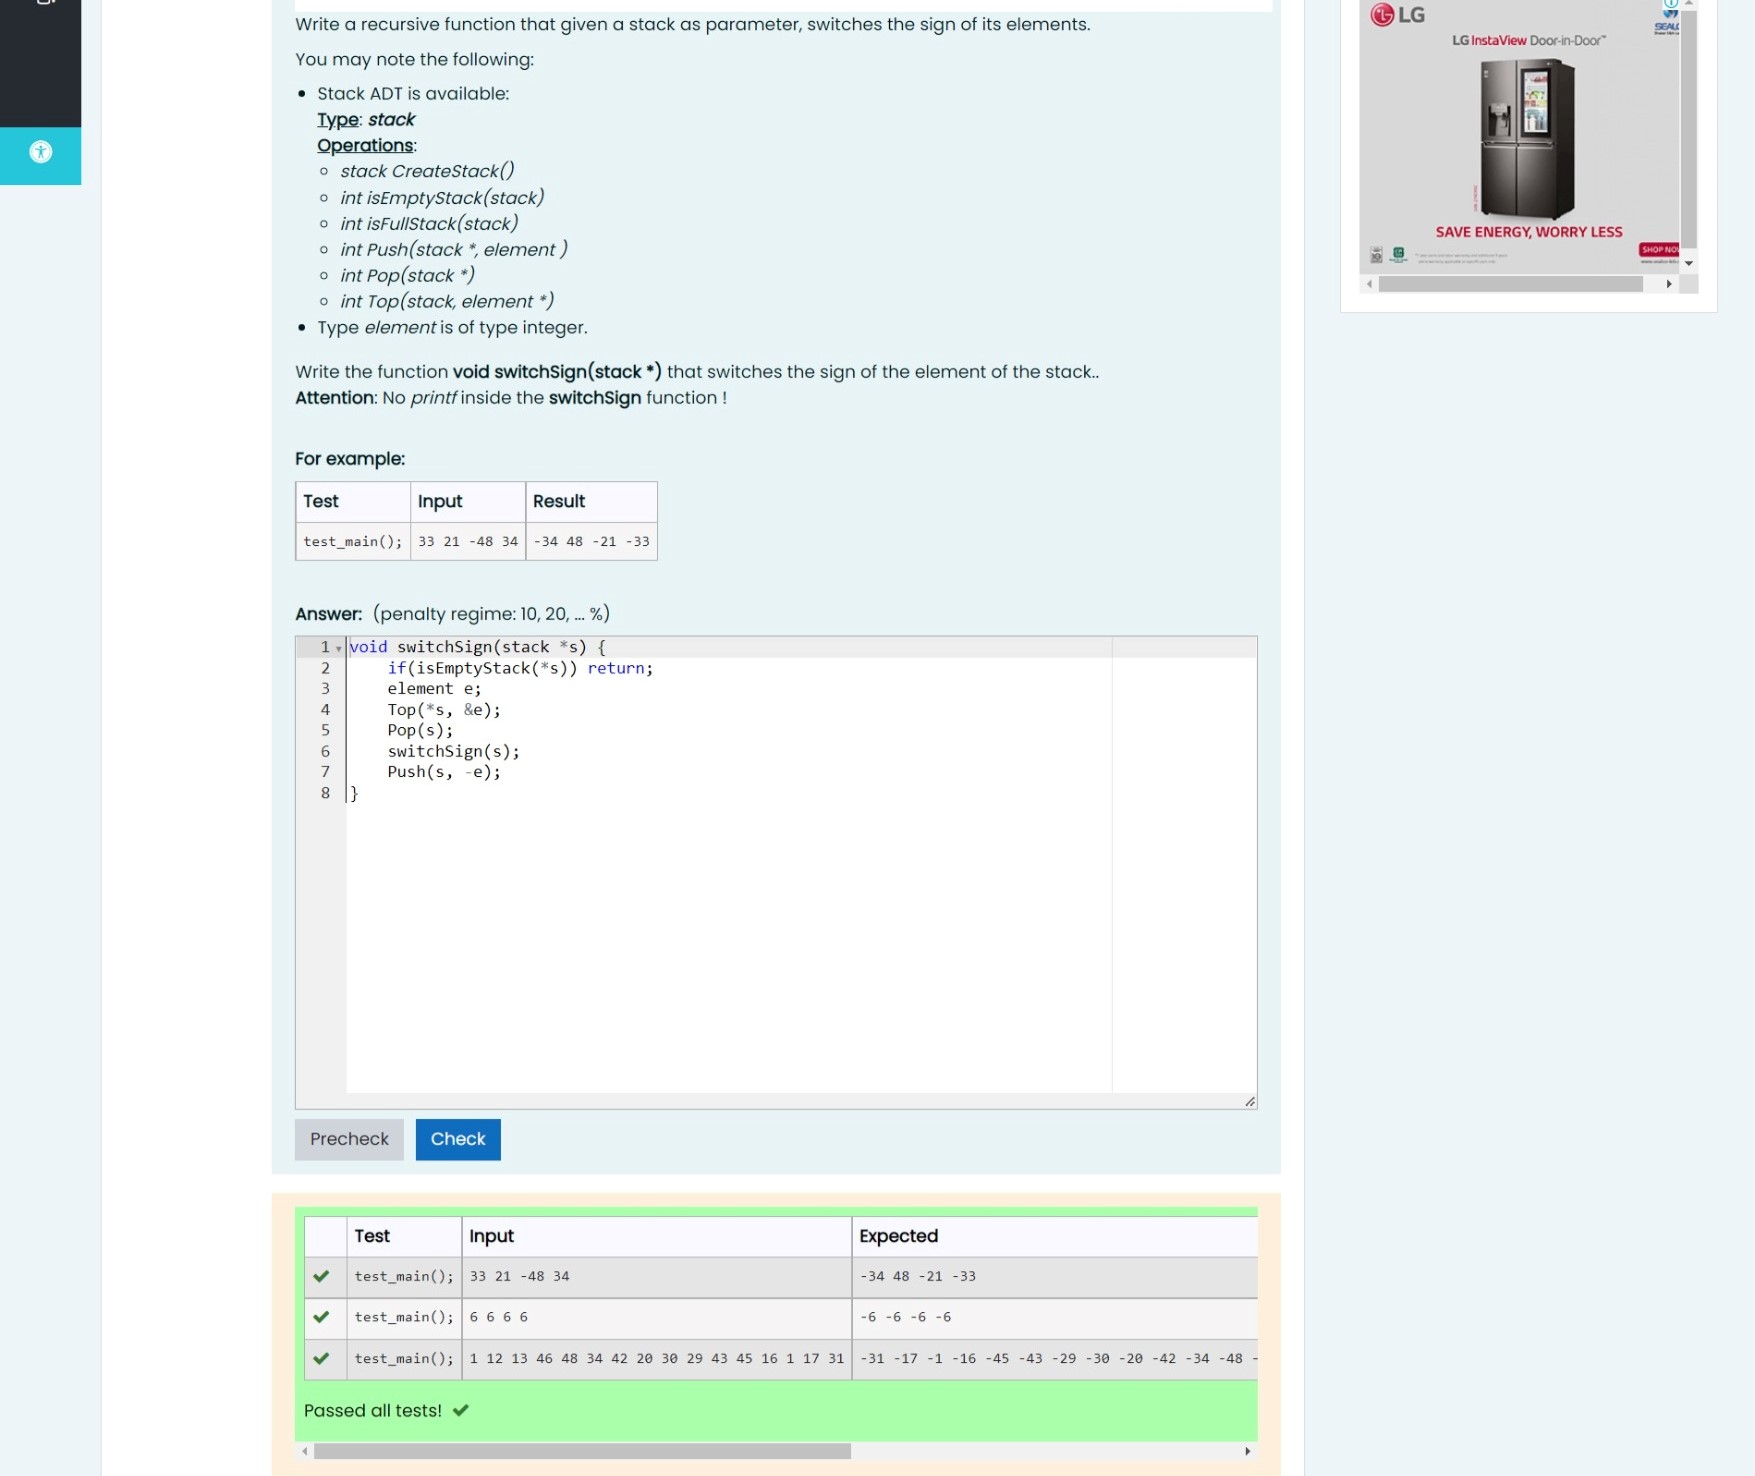 Write a recursive function that given a stack as parameter, switches the sign of its elements.
You may note the following:
• Stack ADT is available:
Type: stack
Operations:
◦ stack CreateStack()
◦ int isEmptyStack(stack)
◦ int isFullStack(stack)
◦ int Push(stack *, element )
◦ int Pop(stack *)
◦ int Top(stack, element *)
• Type element is of type integer.
Write the function void switchSign(stack *) that switches the sign of the element of the stack..
Attention: No printf inside the switchSign function !
For example:
Test Input Result
test_main(); 33 21 -48 34 -34 48 -21 -33
Answer: (penalty regime: 10, 20, ... %)
1 void switchSign(stack *s) {
2 if(isEmptyStack(*s)) return;
3 element e;
4 Top(*s, &e);
5 Pop(s);
6 switchSign(s);
7 Push(s, -e);
8 }
Precheck Check
Test Input Expected
test_main(); 33 21 -48 34 -34 48 -21 -33
test_main(); 6 6 6 6 -6 -6 -6 -6
test_main(); 1 12 13 46 48 34 42 20 30 29 43 45 16 1 17 31 -31 -17 -1 -16 -45 -43 -29 -30 -20 -42 -34 -48 -
Passed all tests!
LG
LG InstaView Door-in-Door™
SAVE ENERGY, WORRY LESS
SHOP NOW